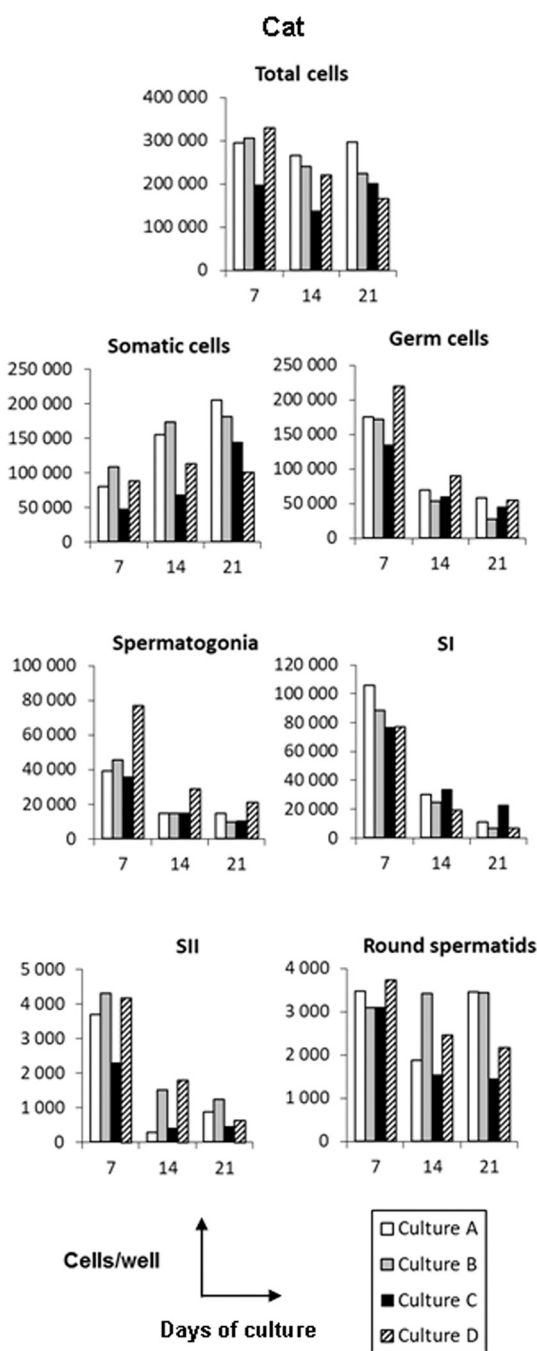 Cat
Total cells
400 000
300 000
200 000
100 000
0
7 14 21
Somatic cells
250 000
200 000
150 000
100 000
50 000
0
7 14 21
Germ cells
250 000
200 000
150 000
100 000
50 000
0
7 14 21
Spermatogonia
100 000
80 000
60 000
40 000
20 000
0
7 14 21
SI
120 000
100 000
80 000
60 000
40 000
20 000
0
7 14 21
SII
5 000
4 000
3 000
2 000
1 000
0
7 14 21
Round spermatids
4 000
3 000
2 000
1 000
0
7 14 21
Cells/well
Days of culture
Culture A
Culture B
Culture C
Culture D